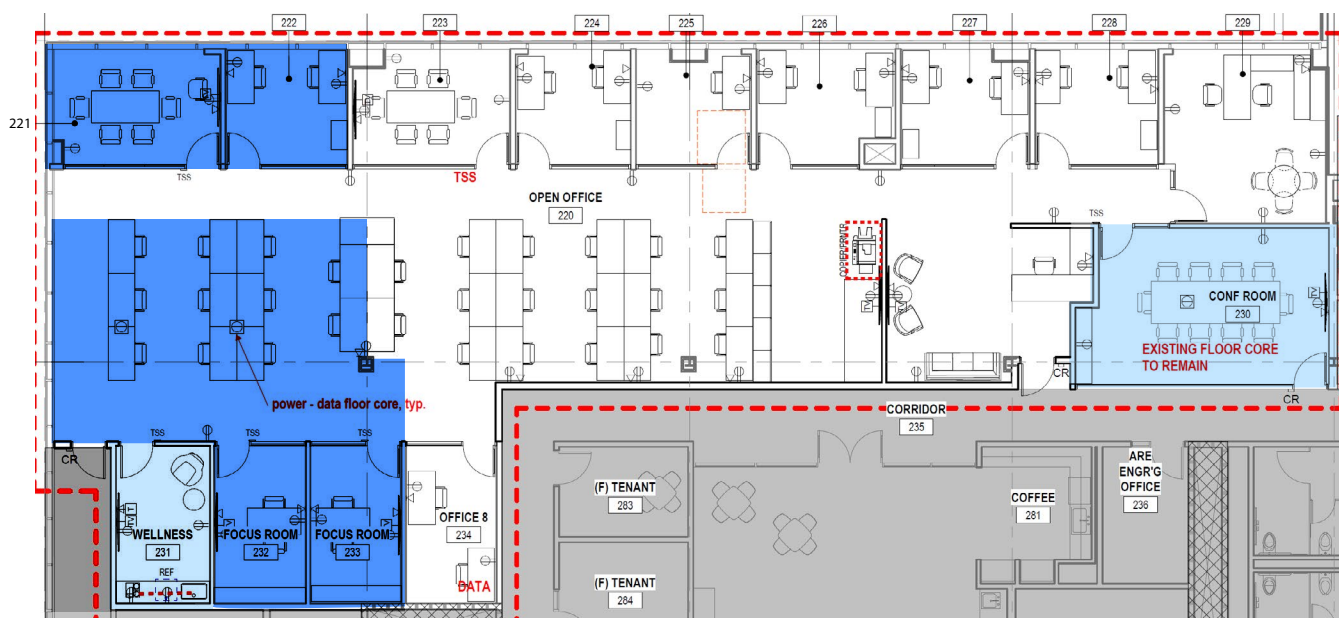 222
223
224
225
226
227
228
229
221
TSS
TSS
OPEN OFFICE
220
TSS
COPIER/PRNTR
TV
CONF ROOM
230
EXISTING FLOOR CORE
TO REMAIN
CR
CR
power - data floor core, typ.
CORRIDOR
235
TSS
TSS
TSS
CR
(F) TENANT
283
ARE
ENGR'G
OFFICE
236
COFFEE
281
OFFICE 8
234
WELLNESS
231
FOCUS ROOM
232
FOCUS ROOM
233
REF
DATA
(F) TENANT
284